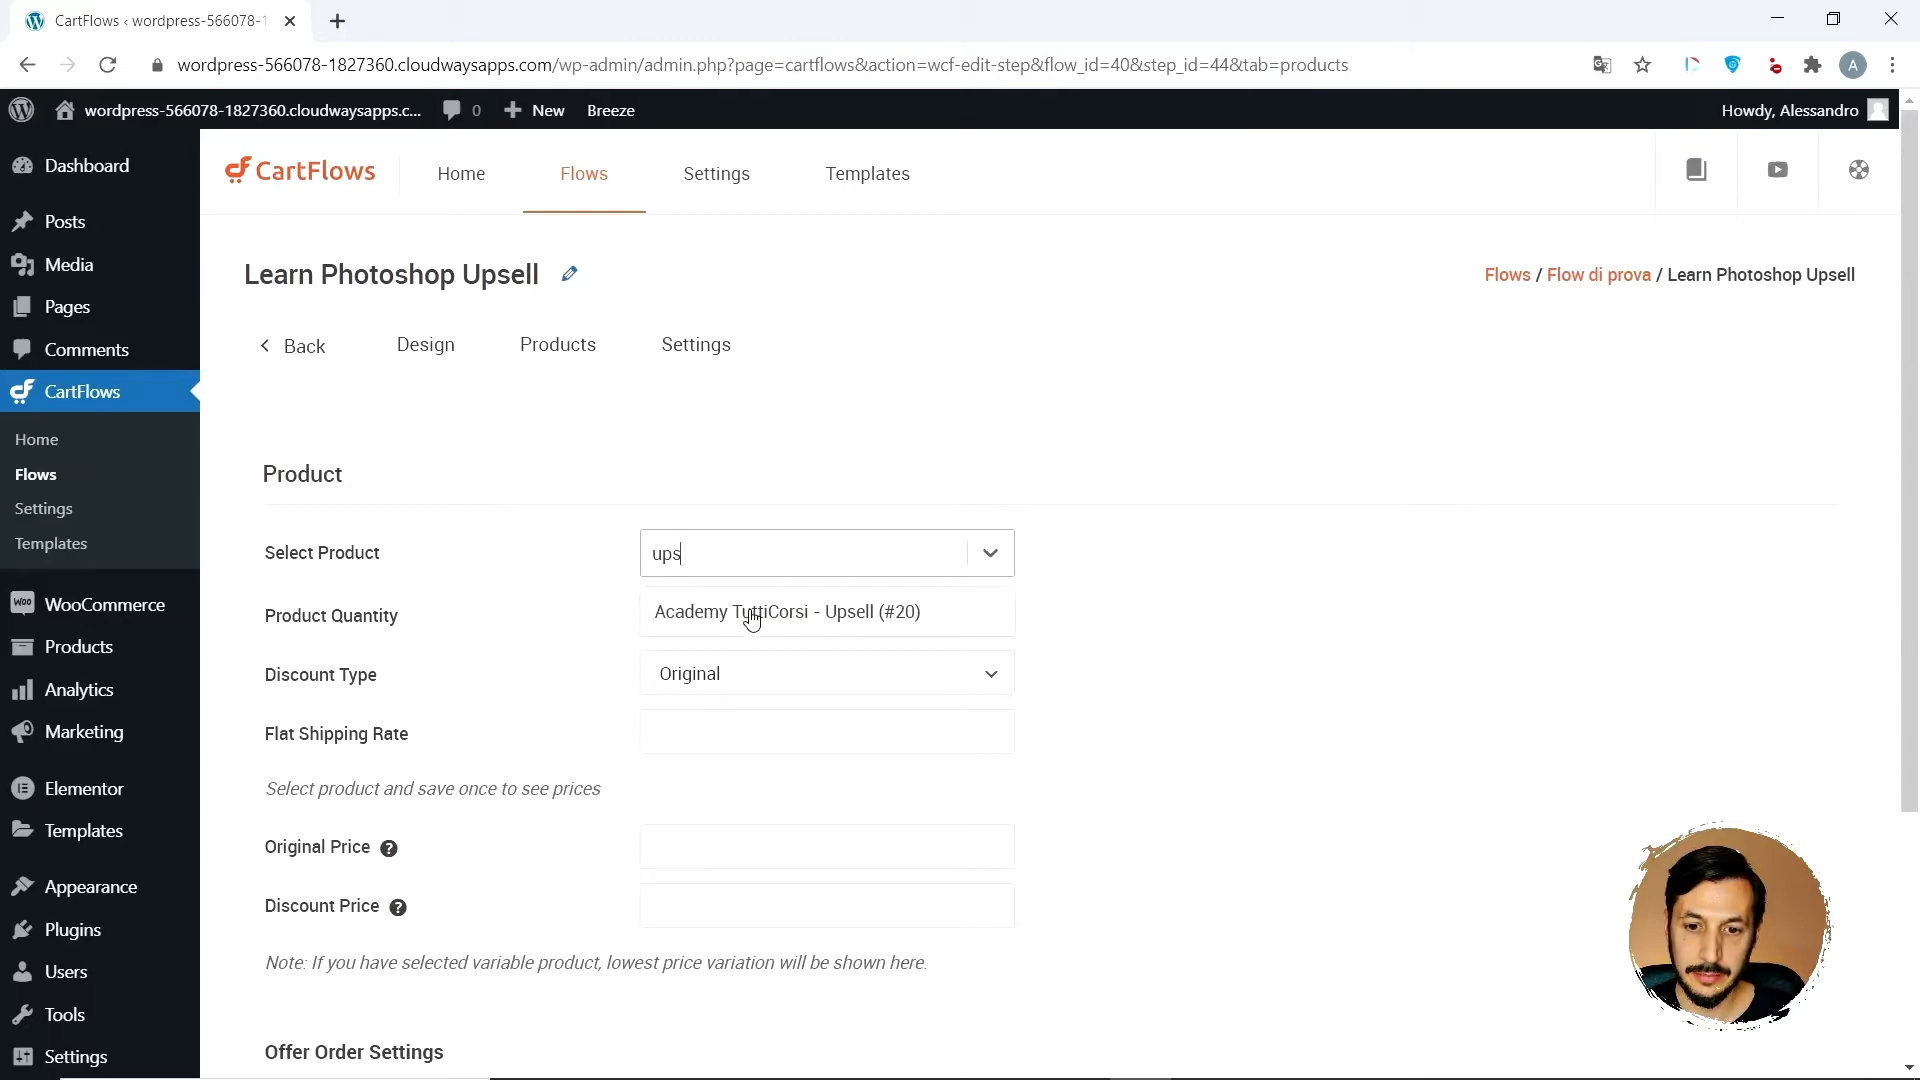 CartFlows ‹ wordpress-566078-1
wordpress-566078-1827360.cloudwaysapps.com/wp-admin/admin.php?page=cartflows&action=wcf-edit-step&flow_id=40&step_id=44&tab=products
A
wordpress-566078-1827360.cloudwaysapps.c...
0
New
Breeze
Howdy, Alessandro
Dashboard
Posts
Media
Pages
Comments
CartFlows
Home
Flows
Settings
Templates
WooCommerce
Products
Analytics
Marketing
Elementor
Templates
Appearance
Plugins
Users
Tools
Settings
CartFlows
Home
Flows
Settings
Templates
Learn Photoshop Upsell
Flows / Flow di prova / Learn Photoshop Upsell
Back
Design
Products
Settings
Product
Select Product
ups
Academy TuttiCorsi - Upsell (#20)
Product Quantity
Discount Type
Original
Flat Shipping Rate
Select product and save once to see prices
Original Price ?
Discount Price ?
Note: If you have selected variable product, lowest price variation will be shown here.
Offer Order Settings